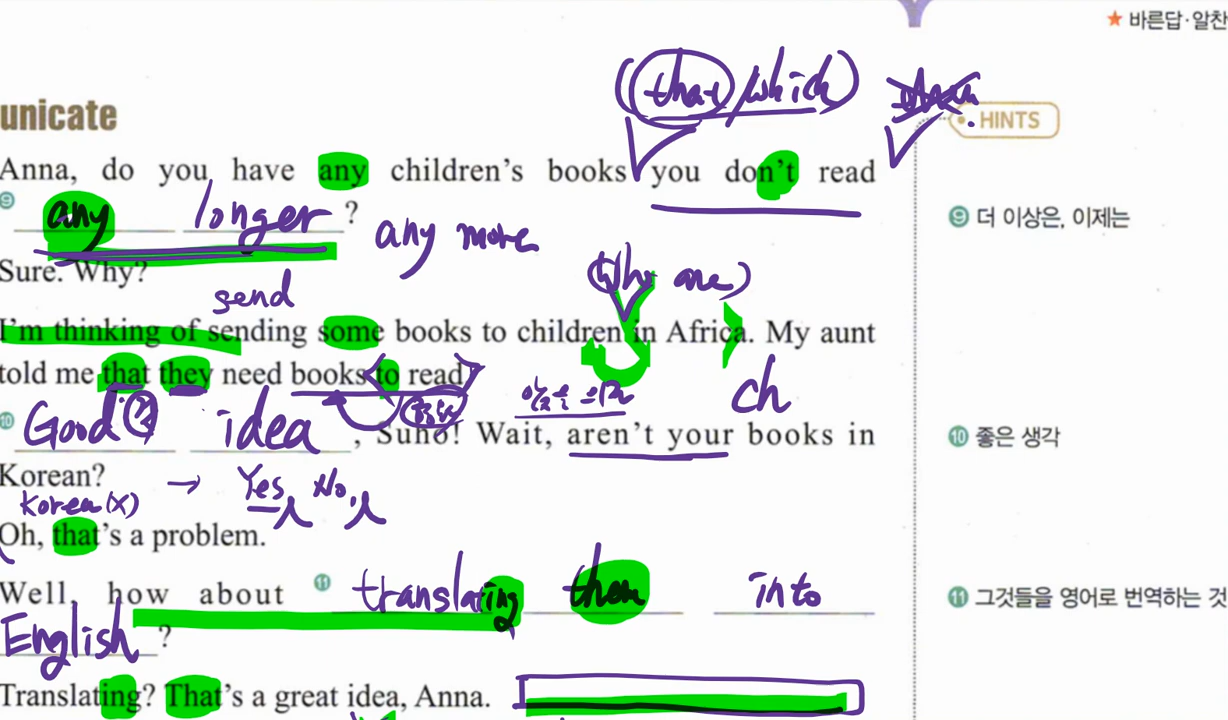 ★ 바른답·알찬
(that/which)
unicate
HINTS
Anna, do you have any children's books you don't read
⑨ any longer ?
any more
⑨ 더 이상은, 이제는
Sure. Why?
send
(who are)
I'm thinking of sending some books to children in Africa. My aunt
told me that they need books to read
ch
⑩ Good idea, Suho! Wait, aren't your books in
⑩ 좋은 생각
Korean?
Korea(x) → Yes, No,
Oh, that's a problem.
Well, how about ⑪ translating them into
⑪ 그것들을 영어로 번역하는 것
English ?
Translating? That's a great idea, Anna.